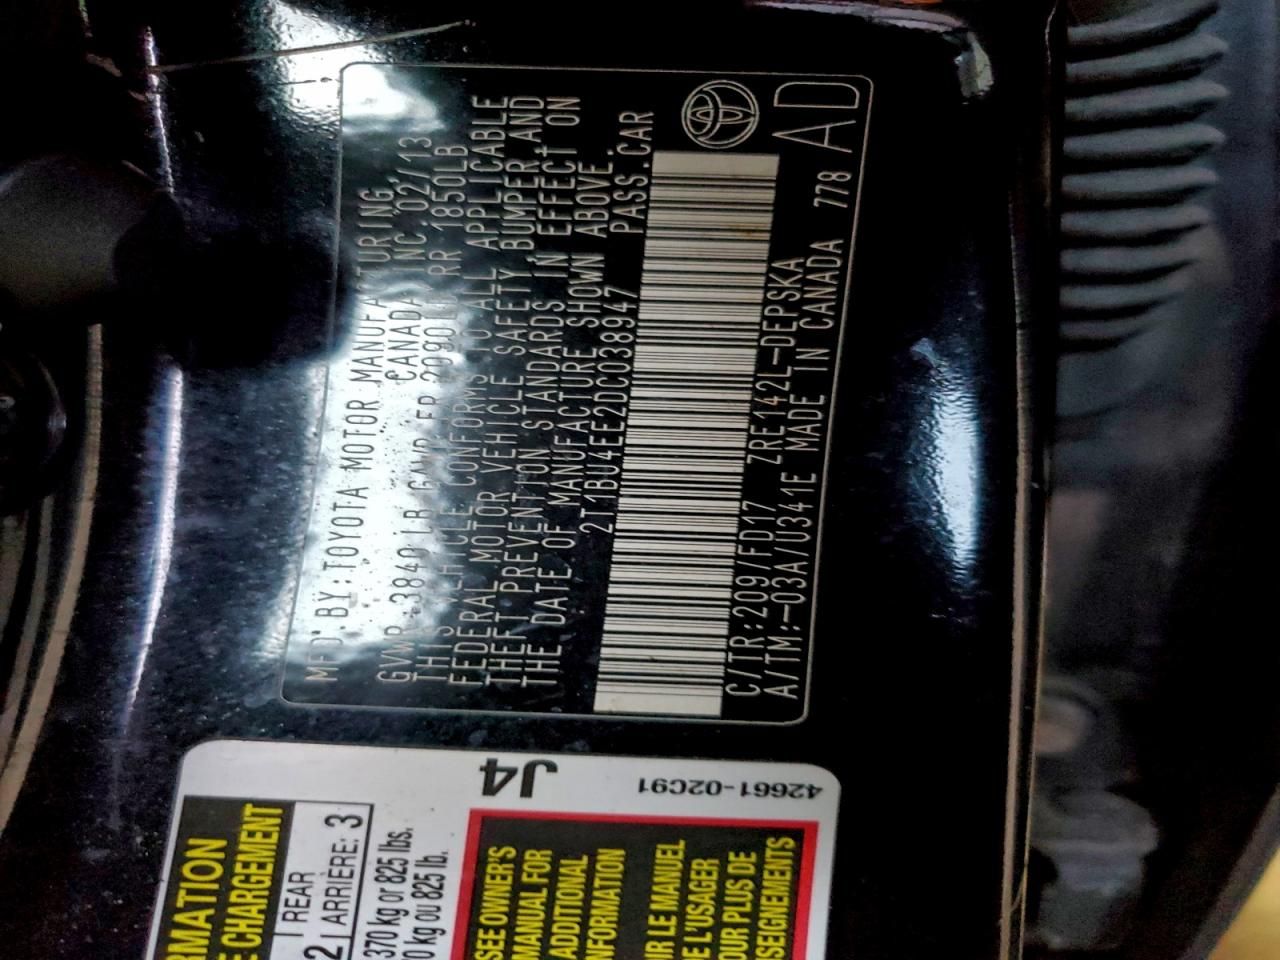 MFD. BY: TOYOTA MOTOR MANUFACTURING
CANADA INC. 02/13
GVWR 3840 LB GAWR FR 2090LB RR 1850LB
THIS VEHICLE CONFORMS TO ALL APPLICABLE
FEDERAL MOTOR VEHICLE SAFETY, BUMPER, AND
THEFT PREVENTION STANDARDS IN EFFECT ON
THE DATE OF MANUFACTURE SHOWN ABOVE.
2T1BU4EE2DC038947 PASS.CAR
C/TR:209/FD17 ZRE142L-DEPSKA
A/TM:-03A/U341E MADE IN CANADA 778 AD
J4
42661-02C91
RMATION
E CHARGEMENT
REAR
2 ARRIERE: 3
370 kg or 825 lbs.
0 kg ou 825 lb.
SEE OWNER'S
MANUAL FOR
ADDITIONAL
INFORMATION
IR LE MANUEL
E L'USAGER
OUR PLUS DE
SEIGNEMENTS